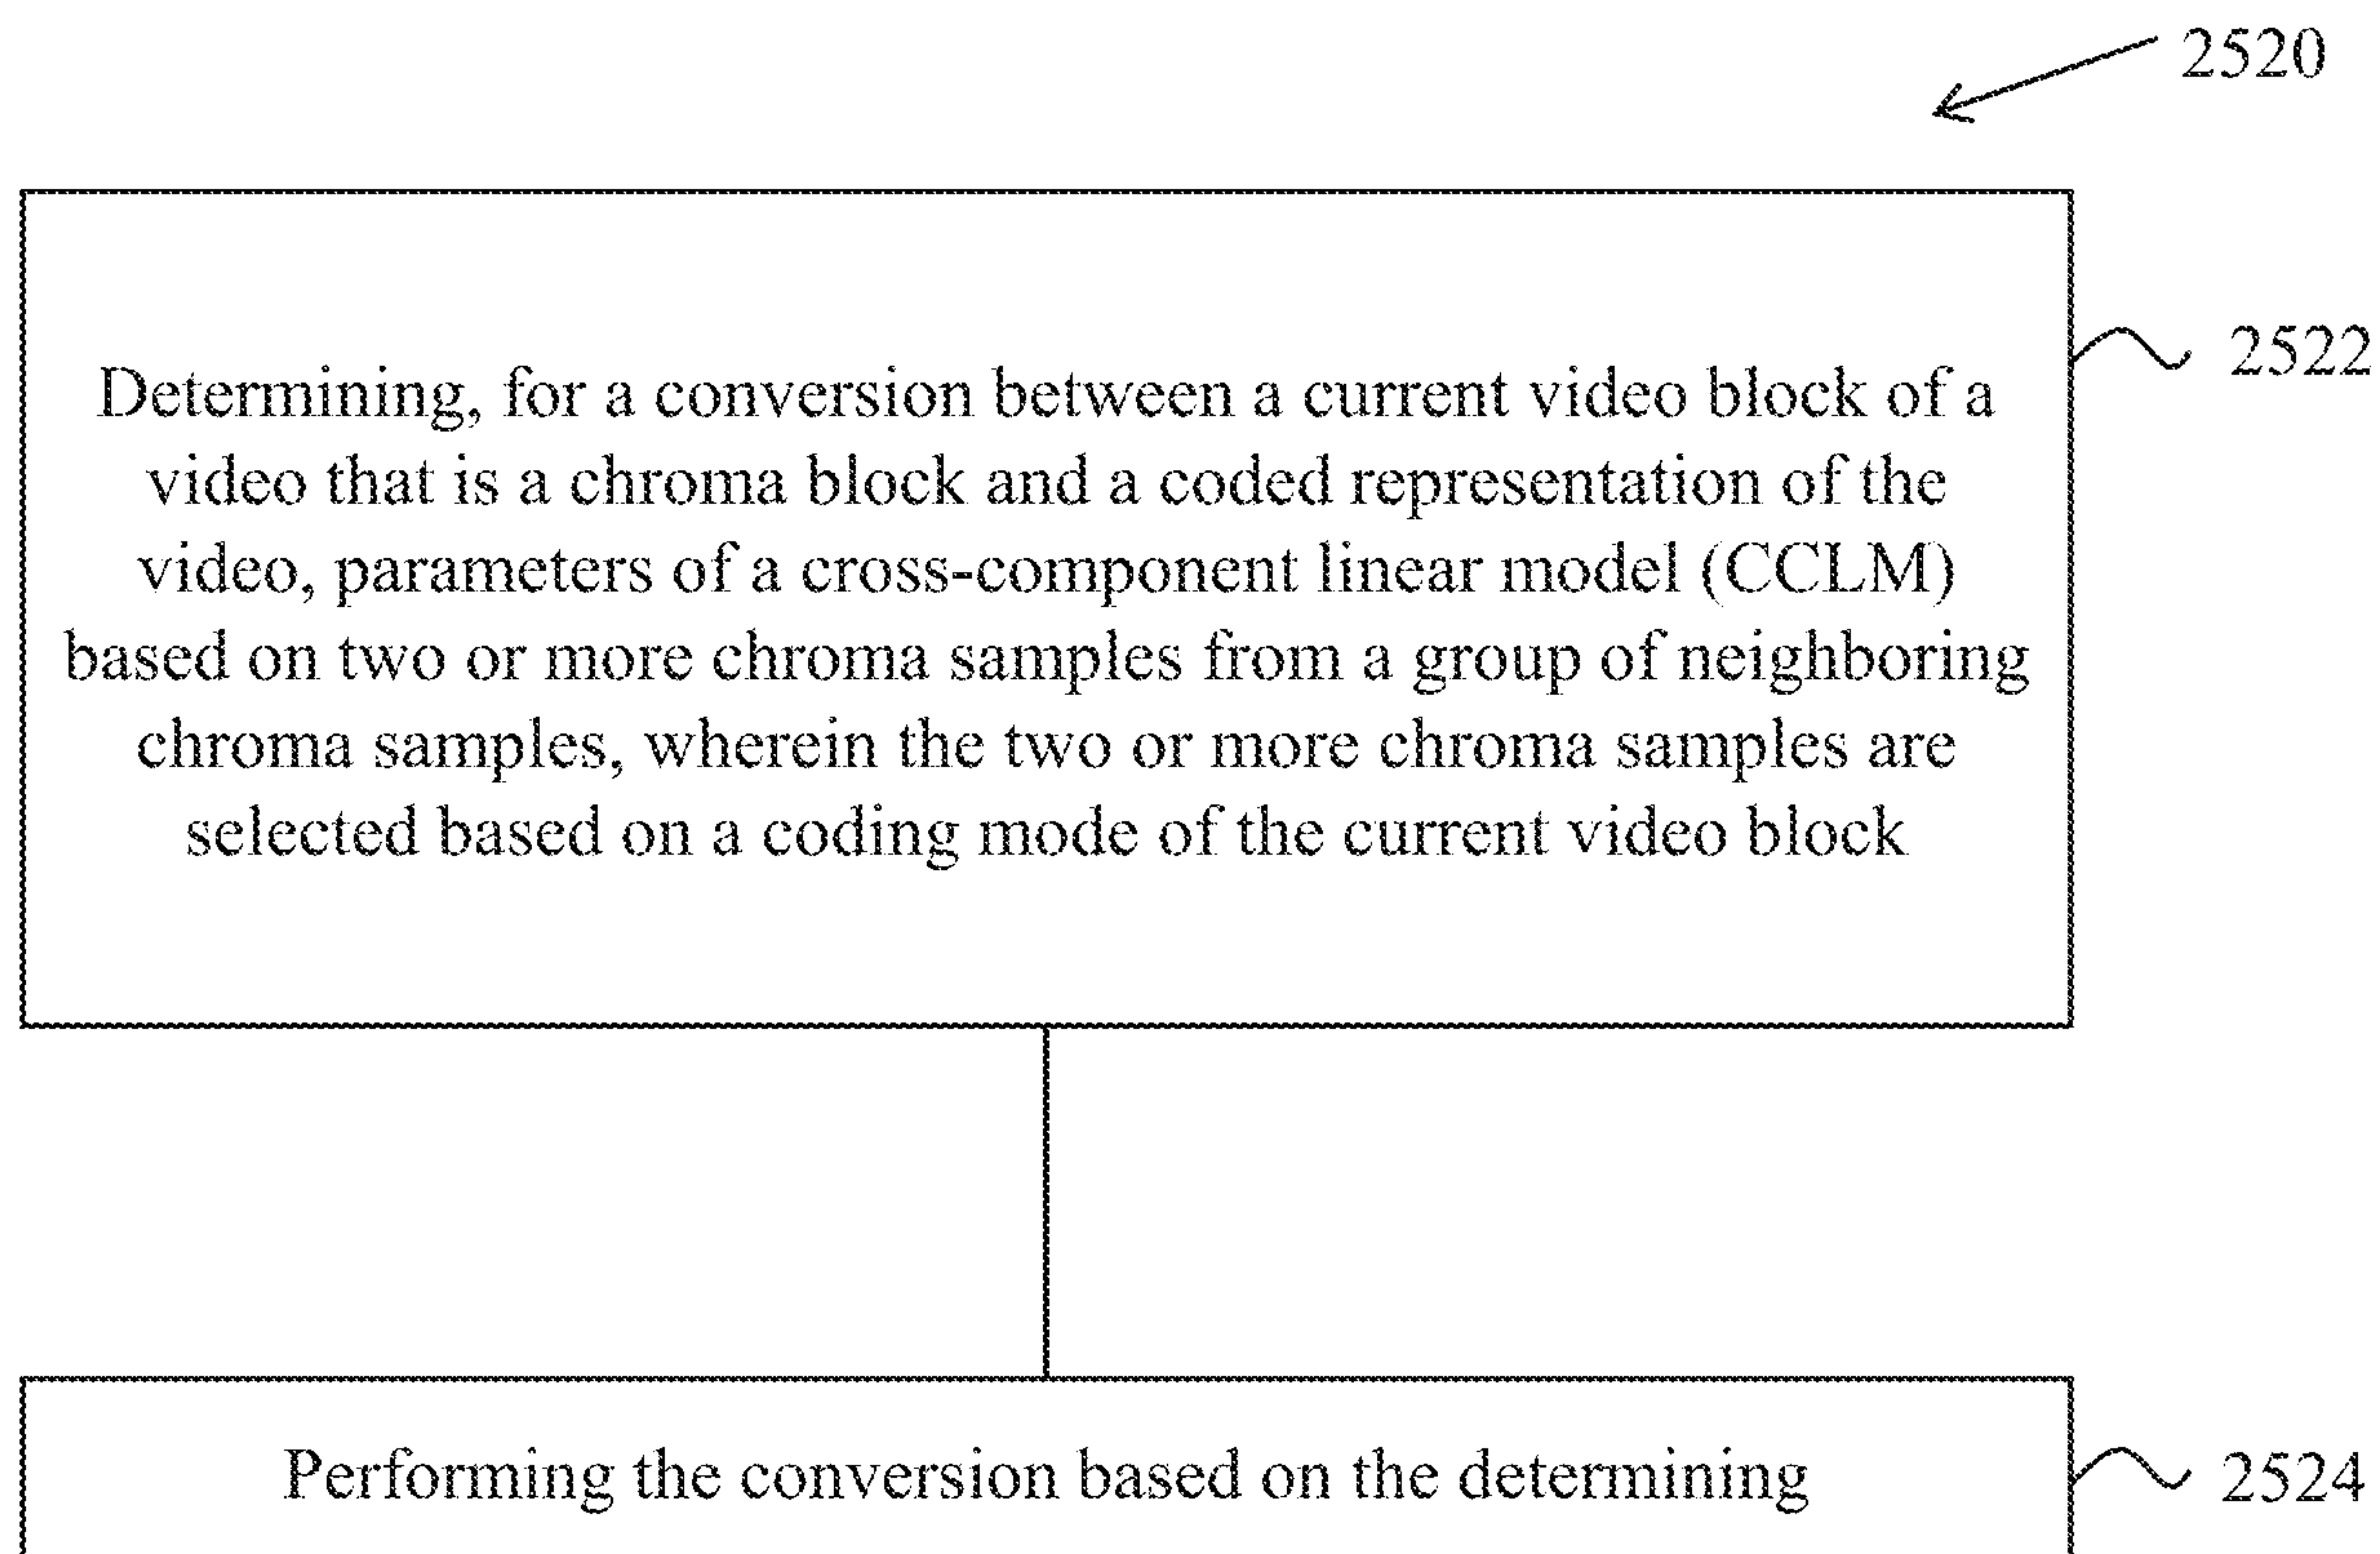 2520
Determining, for a conversion between a current video block of a
video that is a chroma block and a coded representation of the
video, parameters of a cross-component linear model (CCLM)
based on two or more chroma samples from a group of neighboring
chroma samples, wherein the two or more chroma samples are
selected based on a coding mode of the current video block
2522
Performing the conversion based on the determining
2524